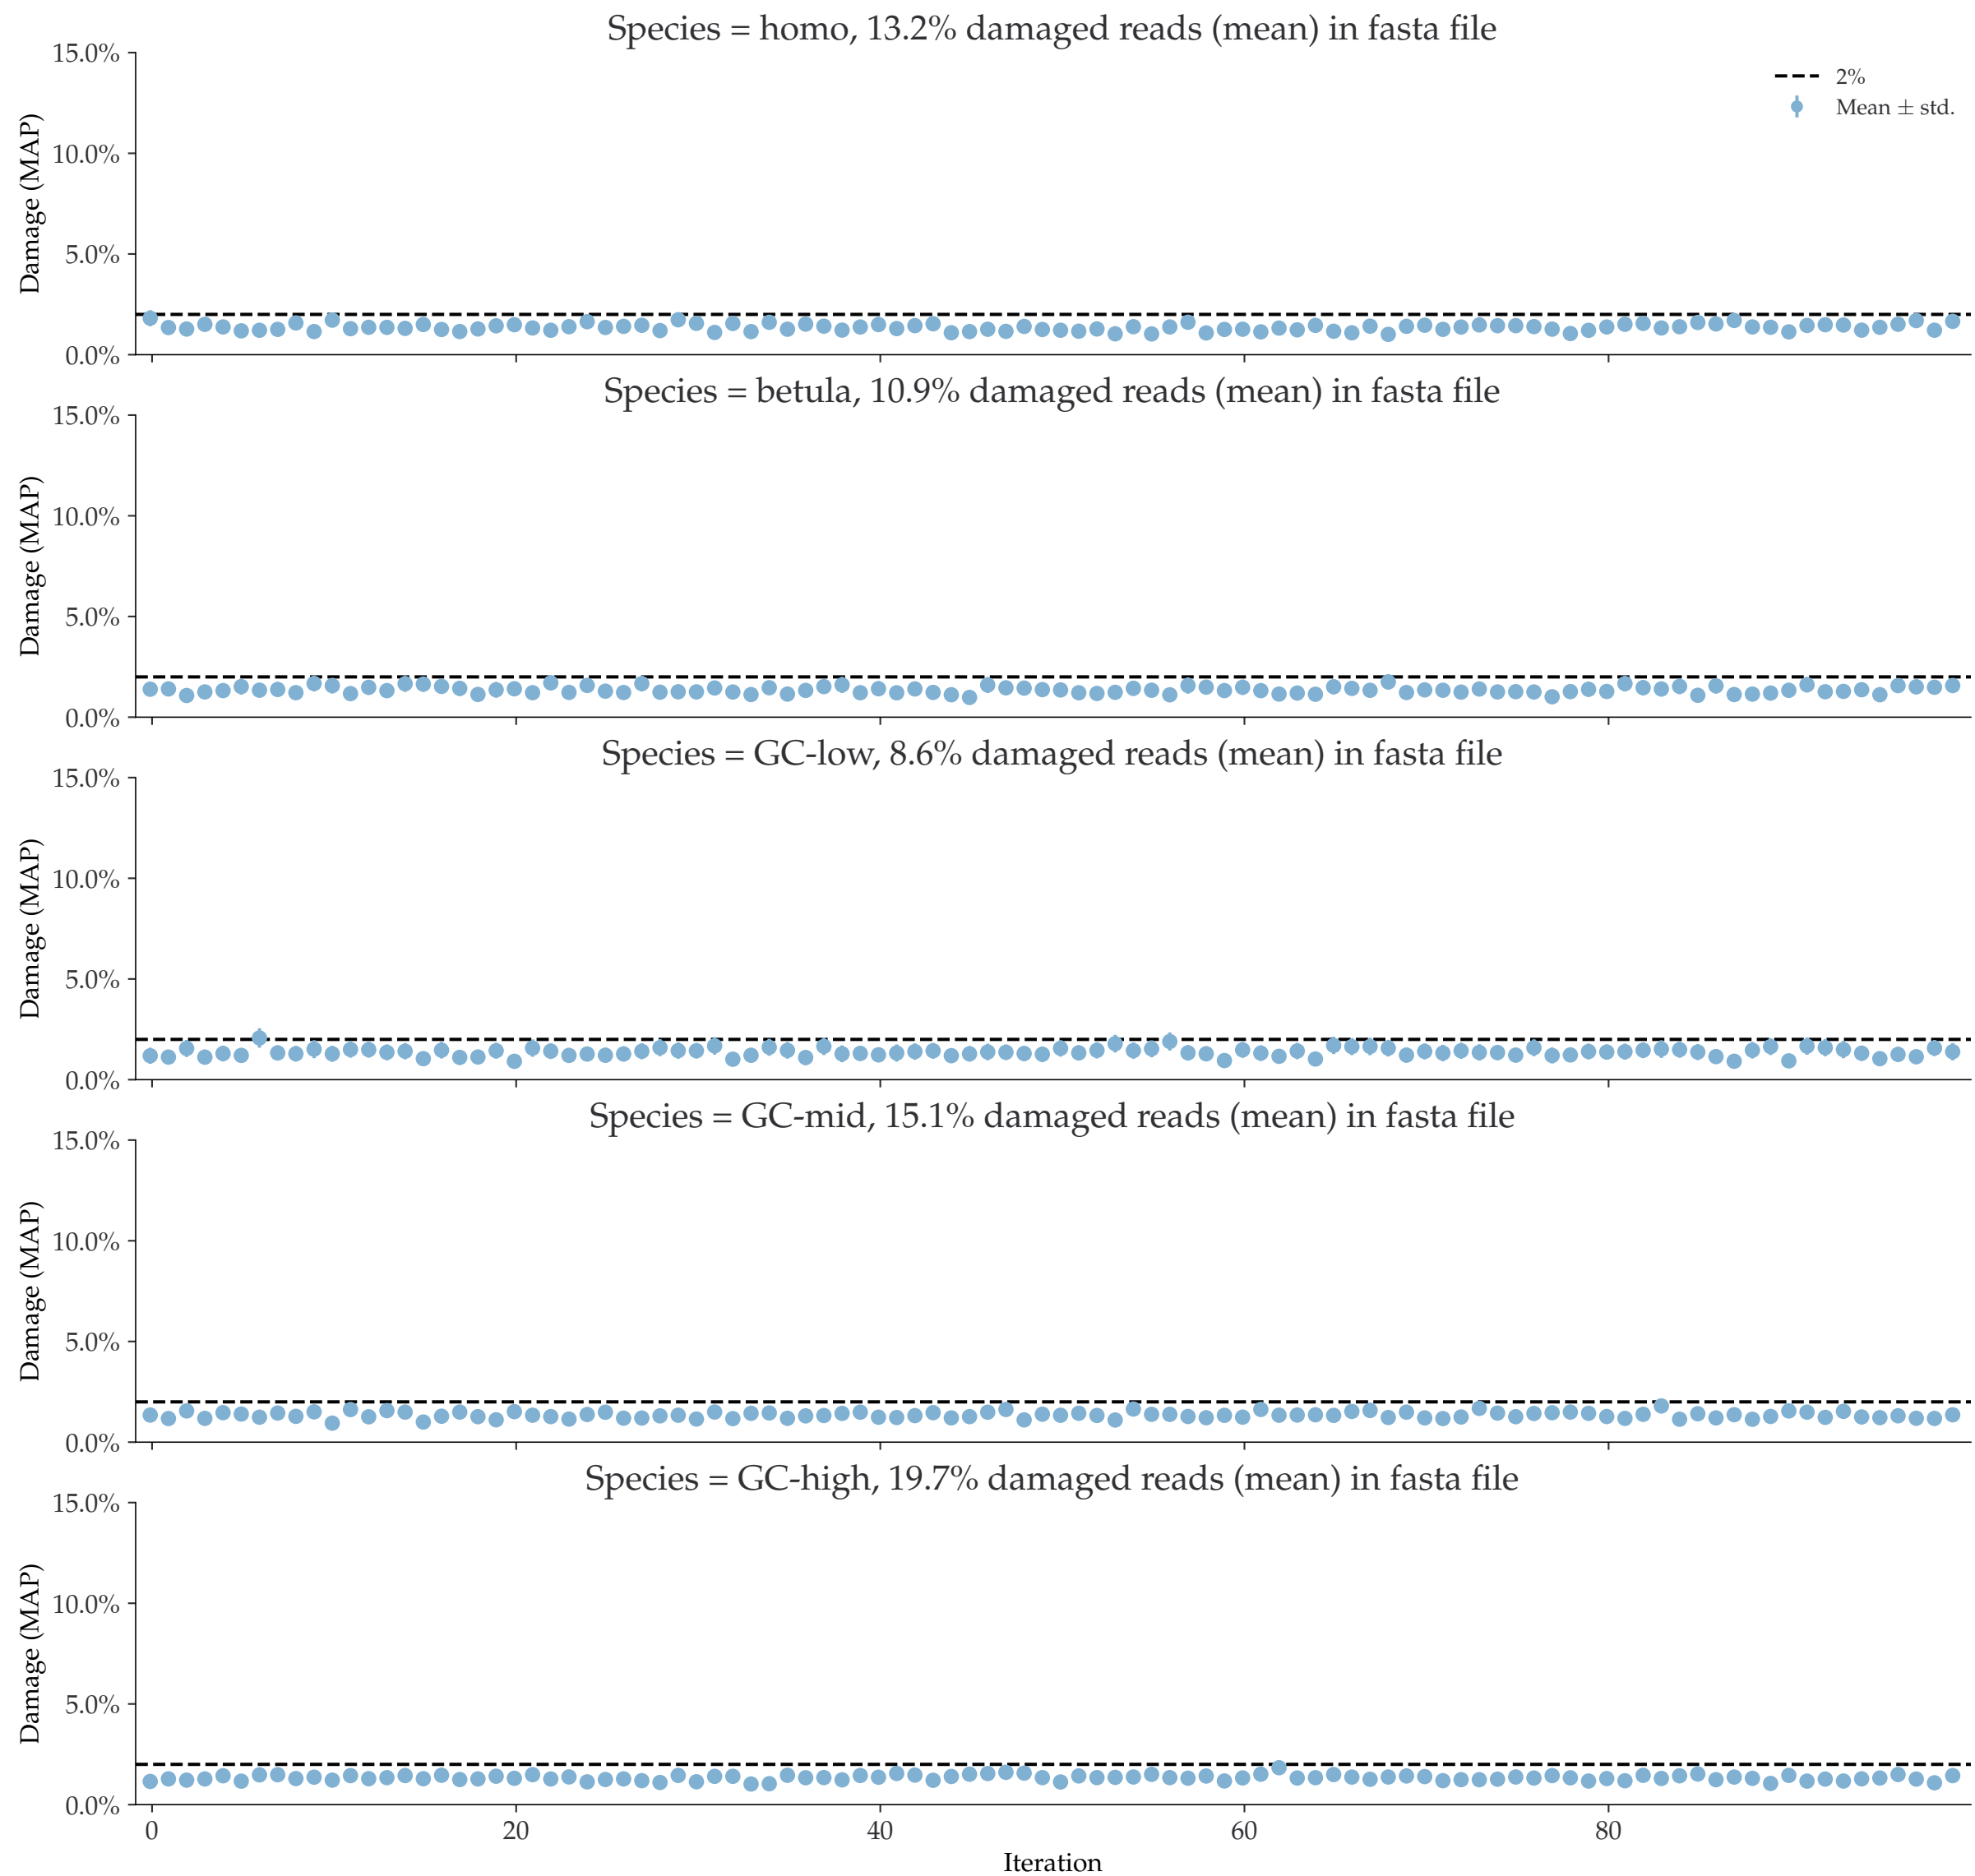 Species = homo, 13.2% damaged reads (mean) in fasta file
15.0%
10.0%
5.0%
0.0%
Damage (MAP)
2%
Mean ± std.
Species = betula, 10.9% damaged reads (mean) in fasta file
15.0%
10.0%
5.0%
0.0%
Damage (MAP)
Species = GC-low, 8.6% damaged reads (mean) in fasta file
15.0%
10.0%
5.0%
0.0%
Damage (MAP)
Species = GC-mid, 15.1% damaged reads (mean) in fasta file
15.0%
10.0%
5.0%
0.0%
Damage (MAP)
Species = GC-high, 19.7% damaged reads (mean) in fasta file
15.0%
10.0%
5.0%
0.0%
Damage (MAP)
0 20 40 60 80
Iteration